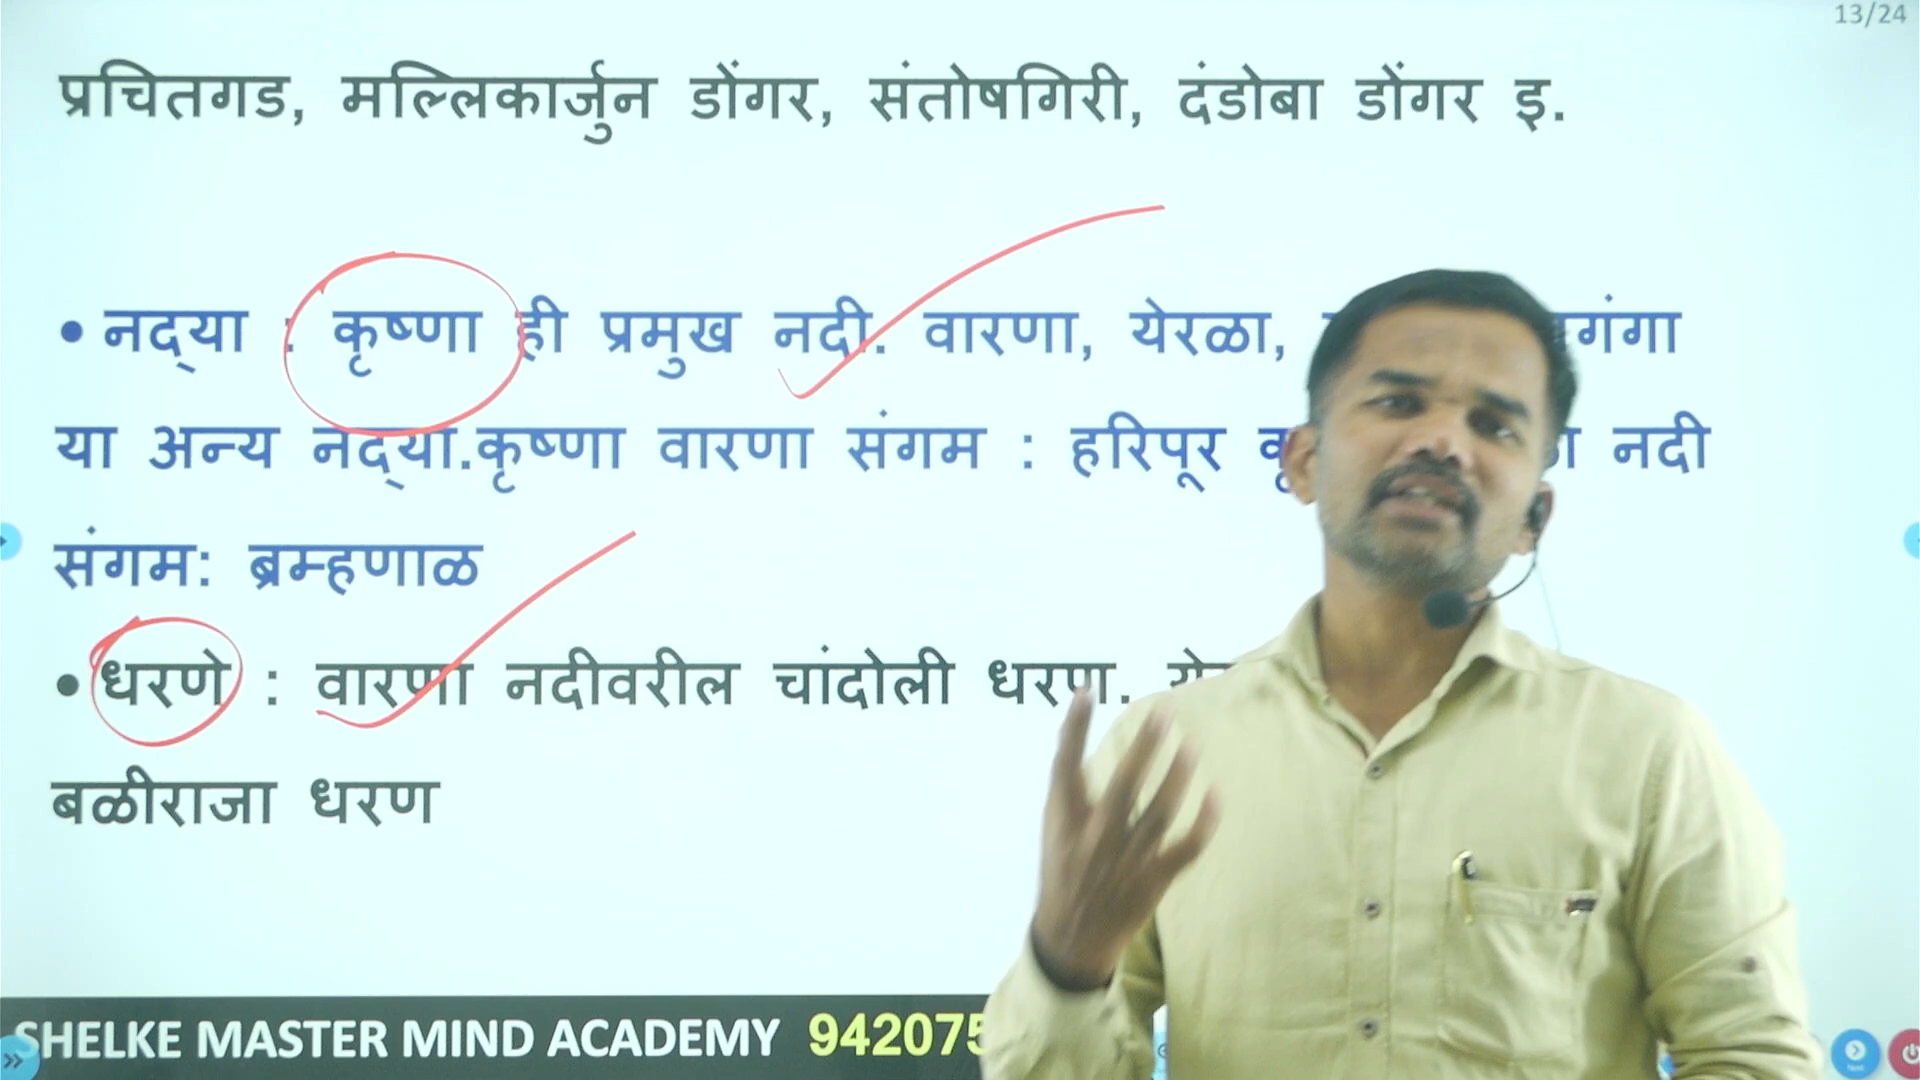 13/24
प्रचितगड, मल्लिकार्जुन डोंगर, संतोषगिरी, दंडोबा डोंगर इ.
• नद्या : कृष्णा ही प्रमुख नदी. वारणा, येरळा,
या अन्य नद्या.कृष्णा वारणा संगम : हरिपूर नदी
संगम: ब्रम्हणाळ
• धरणे : वारणा नदीवरील चांदोली धरण.
बळीराजा धरण
SHELKE MASTER MIND ACADEMY 942075